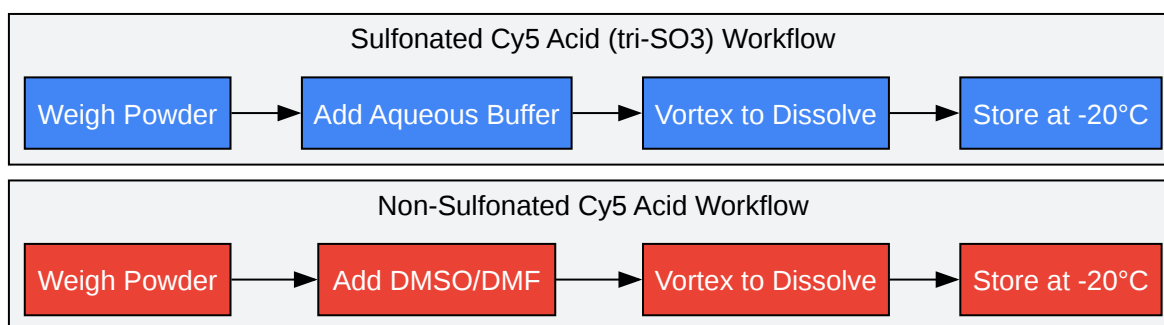 Sulfonated Cy5 Acid (tri-SO3) Workflow
Weigh Powder
Add Aqueous Buffer
Vortex to Dissolve
Store at -20°C
Non-Sulfonated Cy5 Acid Workflow
Weigh Powder
Add DMSO/DMF
Vortex to Dissolve
Store at -20°C